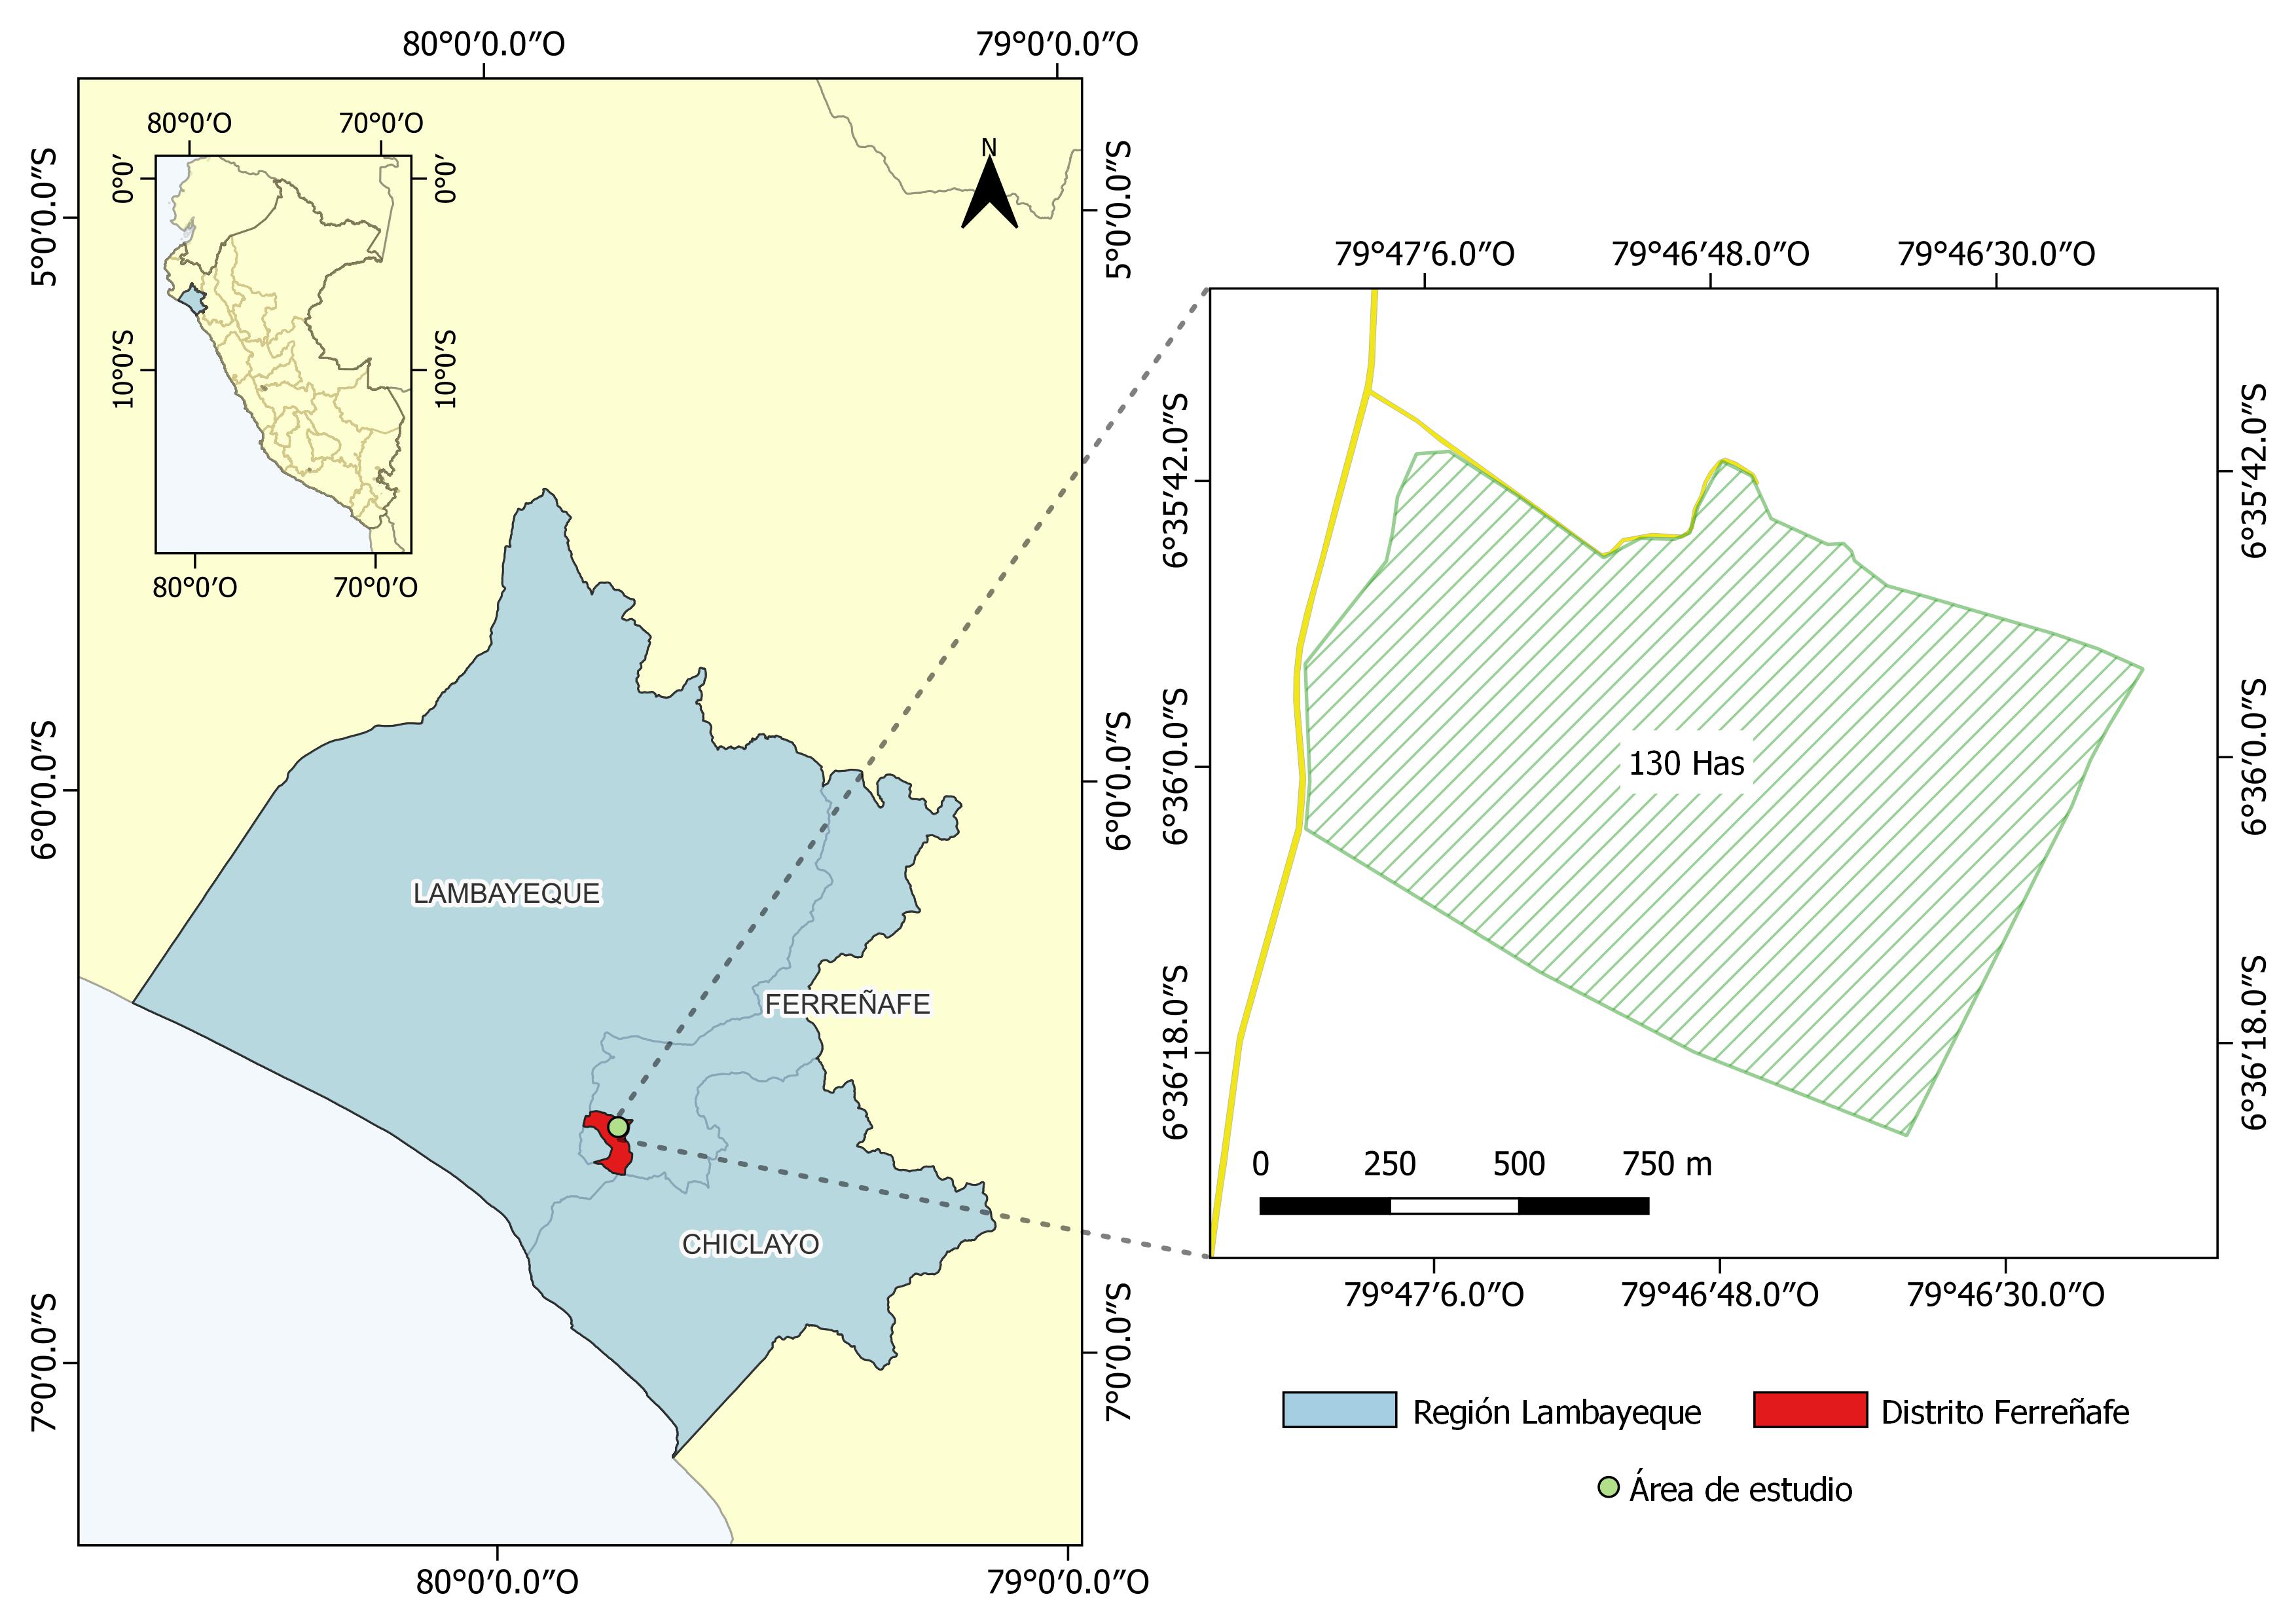 80°0′0.0″O 79°0′0.0″O
80°0′O 70°0′O
N
0°0′ 0°0′
5°0′0.0″S 5°0′0.0″S
10°0′S 10°0′S
80°0′O 70°0′O
6°0′0.0″S 6°0′0.0″S
LAMBAYEQUE
FERREÑAFE
CHICLAYO
7°0′0.0″S 7°0′0.0″S
80°0′0.0″O 79°0′0.0″O
79°47′6.0″O 79°46′48.0″O 79°46′30.0″O
6°35′42.0″S 6°35′42.0″S
130 Has
6°36′0.0″S 6°36′0.0″S
6°36′18.0″S 6°36′18.0″S
0 250 500 750 m
79°47′6.0″O 79°46′48.0″O 79°46′30.0″O
Región Lambayeque Distrito Ferreñafe
Área de estudio